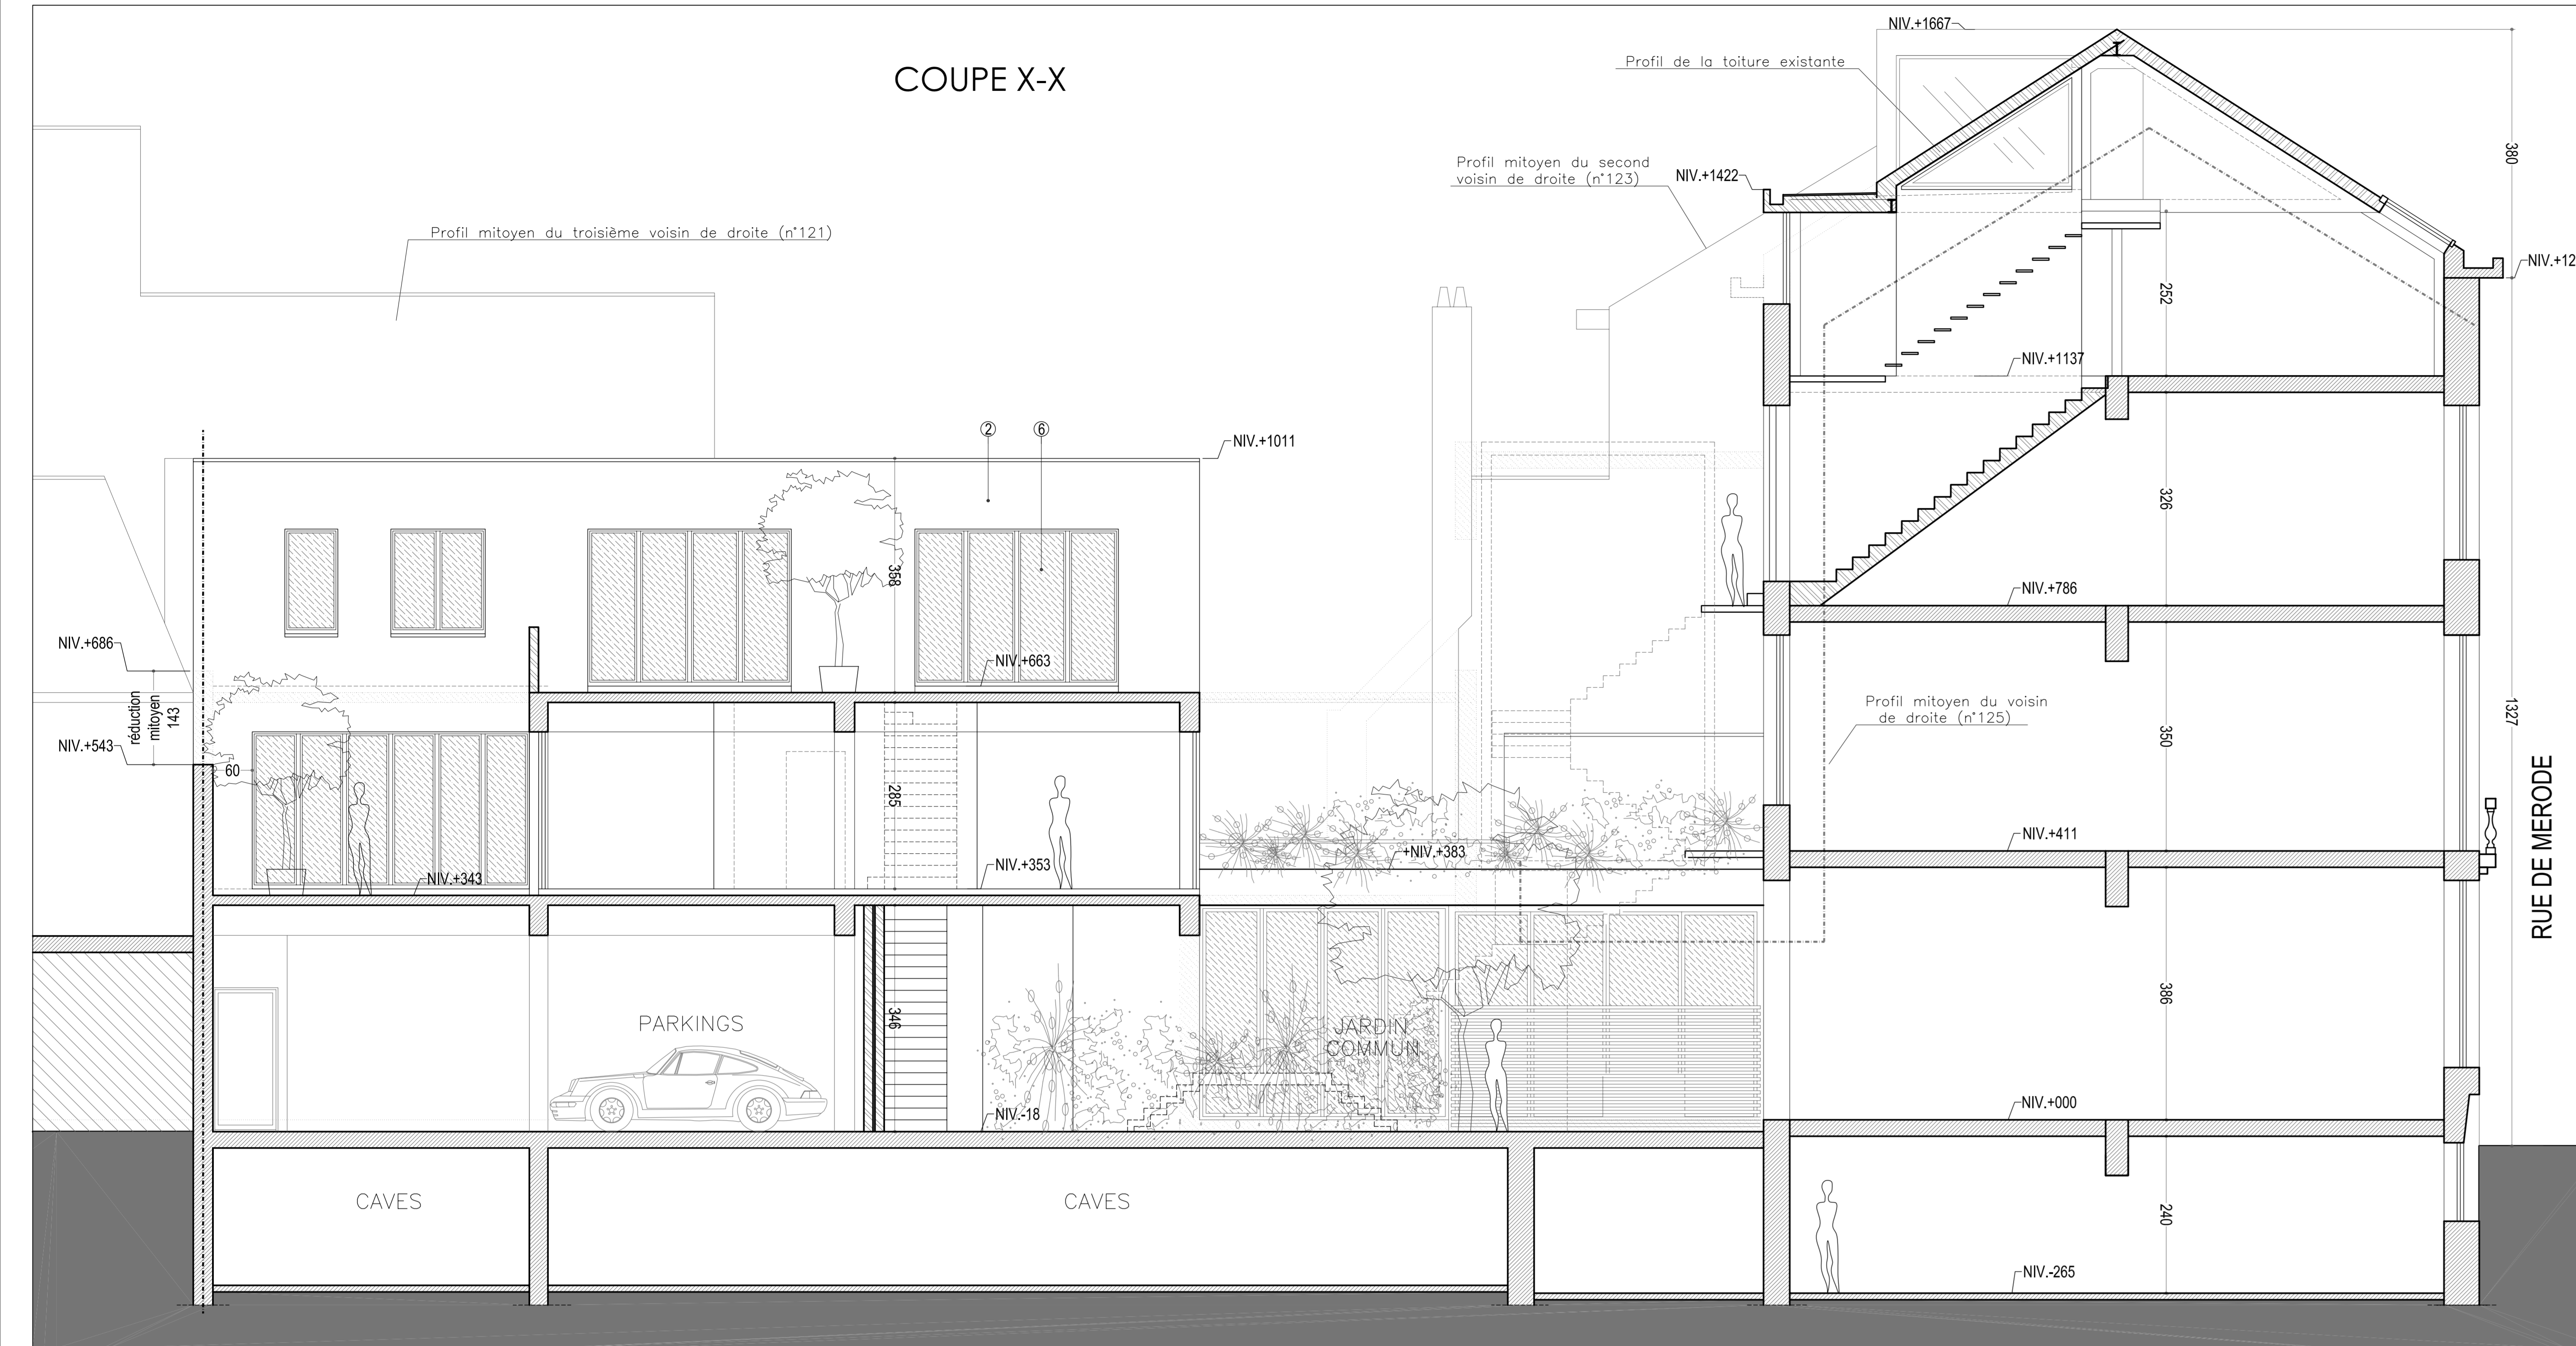 NIV.+1667
COUPE X-X
Profil de la toiture existante
Profil mitoyen du second
voisin de droite (n°123)
NIV.+1422
380
Profil mitoyen du troisième voisin de droite (n°121)
NIV.+12
252
NIV.+1137
2
6
NIV.+1011
326
358
NIV.+786
NIV.+686
NIV.+663
réduction
mitoyen
143
Profil mitoyen du voisin
de droite (n°125)
1327
350
NIV.+543
60
285
RUE DE MERODE
NIV.+411
+NIV.+383
NIV.+353
NIV.+343
386
346
PARKINGS
JARDIN
COMMUN
NIV.-18
NIV.+000
CAVES
CAVES
240
NIV.-265